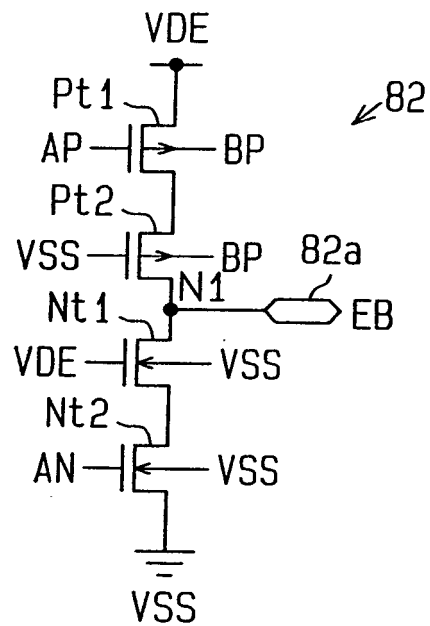 VDE
Pt1
82
AP
BP
Pt2
82a
VSS
BP
N1
EB
Nt1
VDE
VSS
Nt2
AN
VSS
VSS